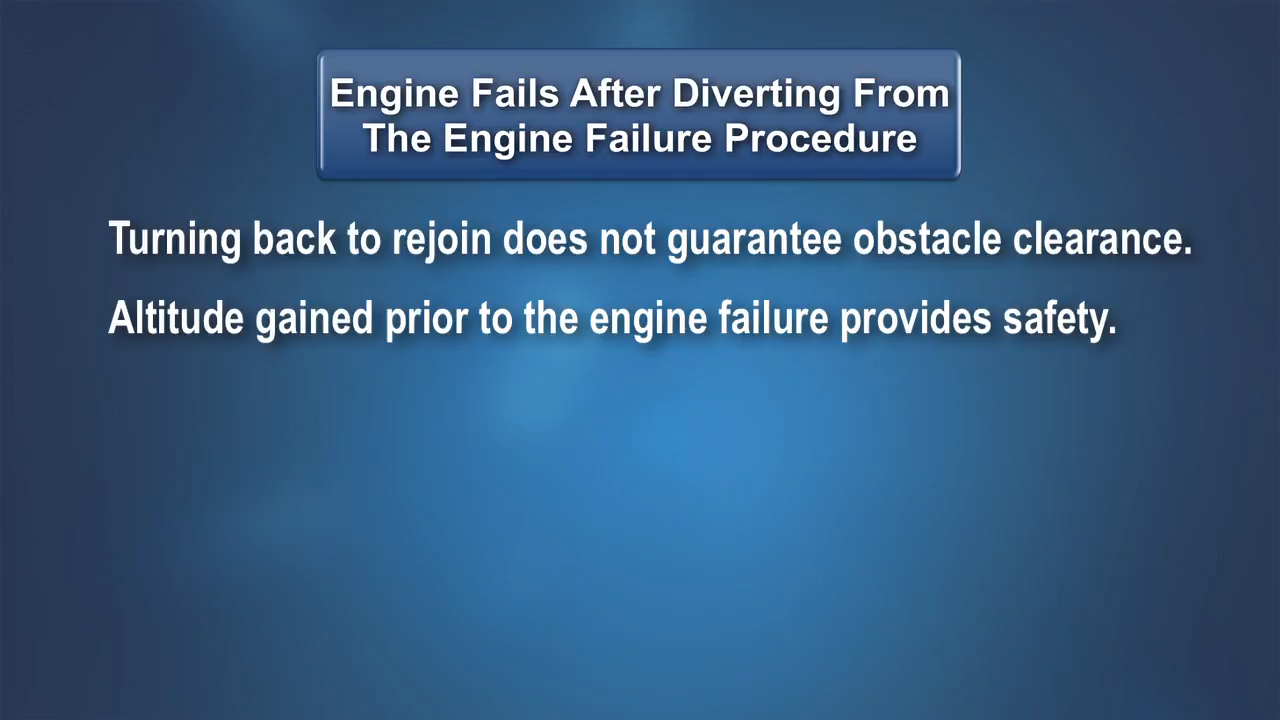 Engine Fails After Diverting From
The Engine Failure Procedure
Turning back to rejoin does not guarantee obstacle clearance.
Altitude gained prior to the engine failure provides safety.